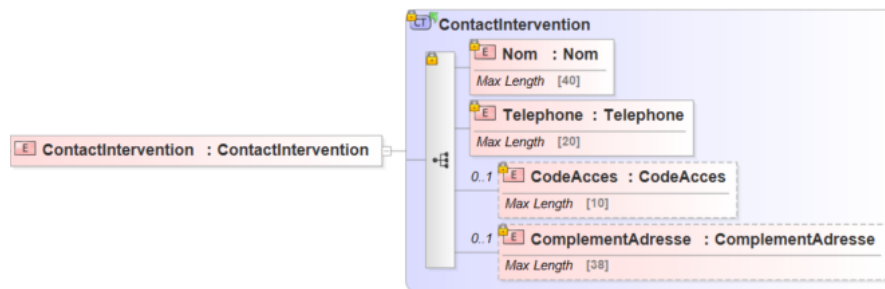 CT ContactIntervention
E Nom : Nom
Max Length [40]
E Telephone : Telephone
Max Length [20]
E ContactIntervention : ContactIntervention
0..1 E CodeAcces : CodeAcces
Max Length [10]
0..1 E ComplementAdresse : ComplementAdresse
Max Length [38]